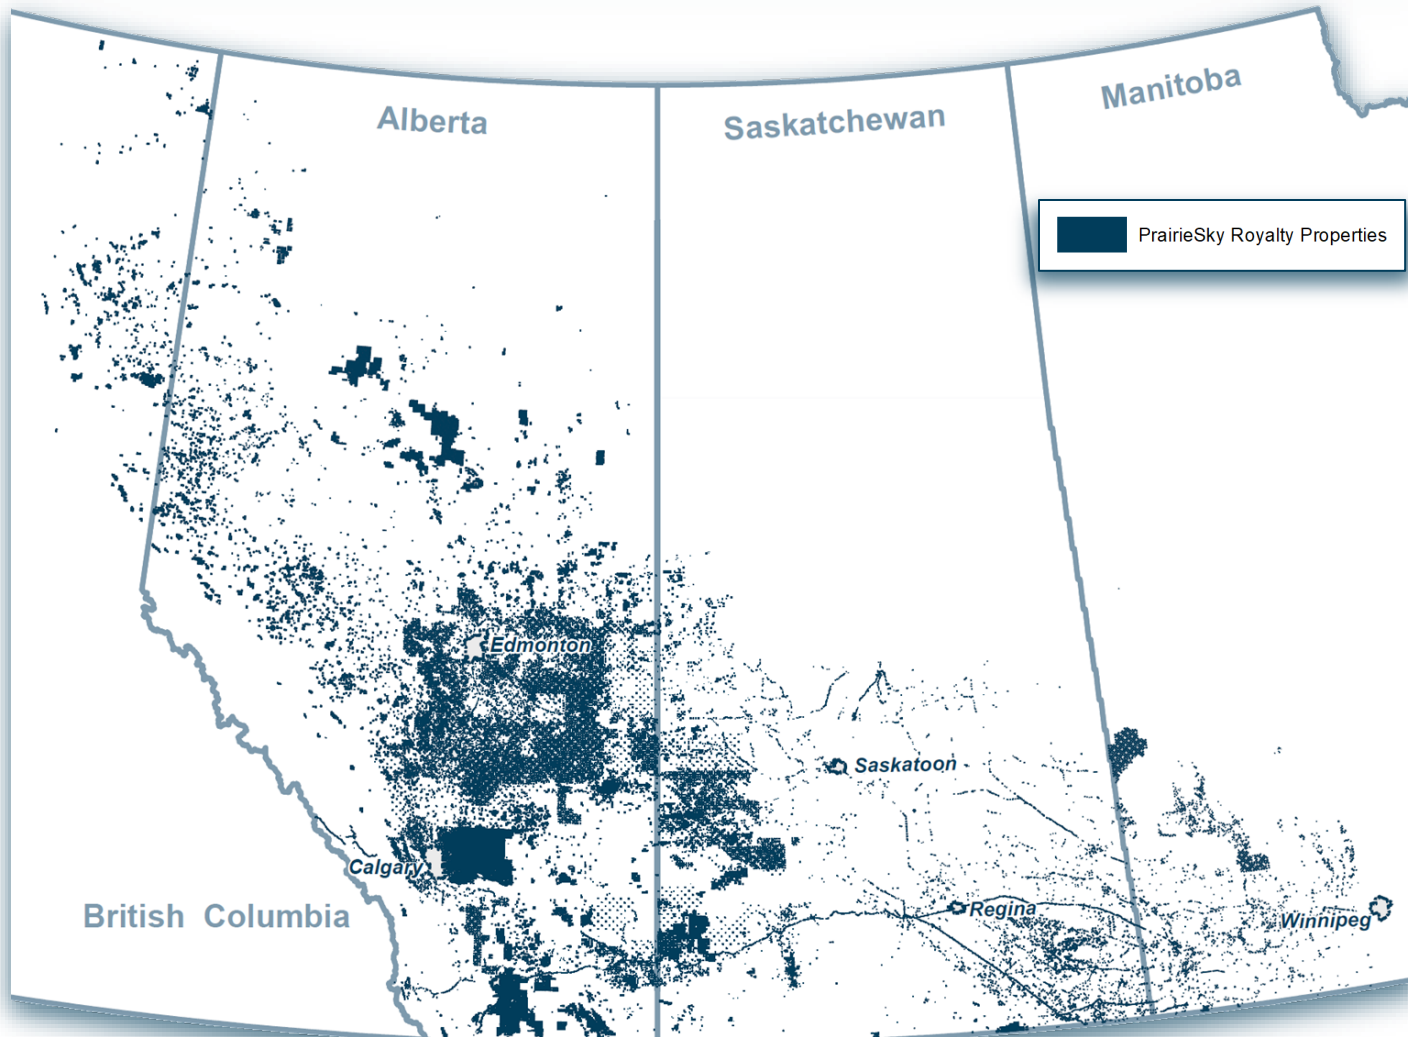 Alberta
Saskatchewan
Manitoba
PrairieSky Royalty Properties
Edmonton
Saskatoon
Calgary
British Columbia
Regina
Winnipeg